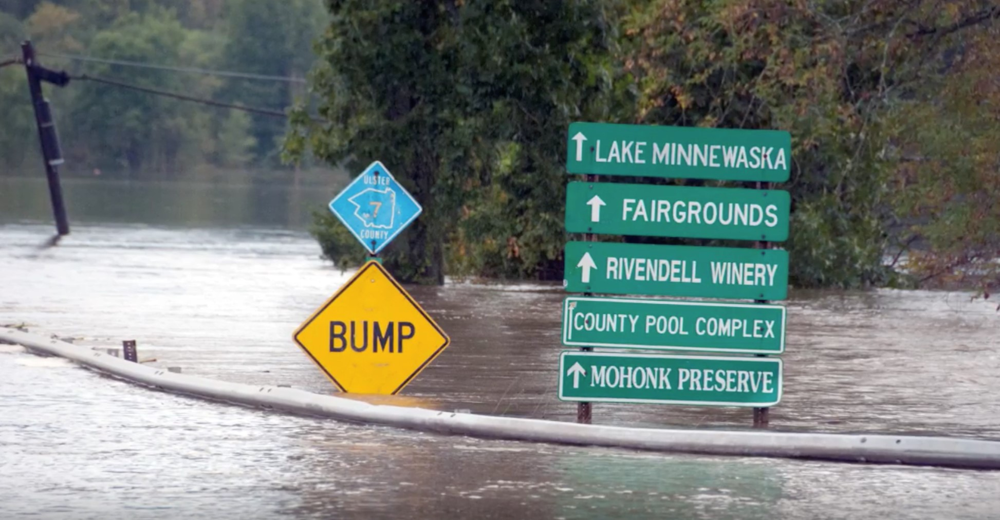 ULSTER
7
COUNTY
BUMP
LAKE MINNEWASKA
FAIRGROUNDS
RIVENDELL WINERY
COUNTY POOL COMPLEX
MOHONK PRESERVE